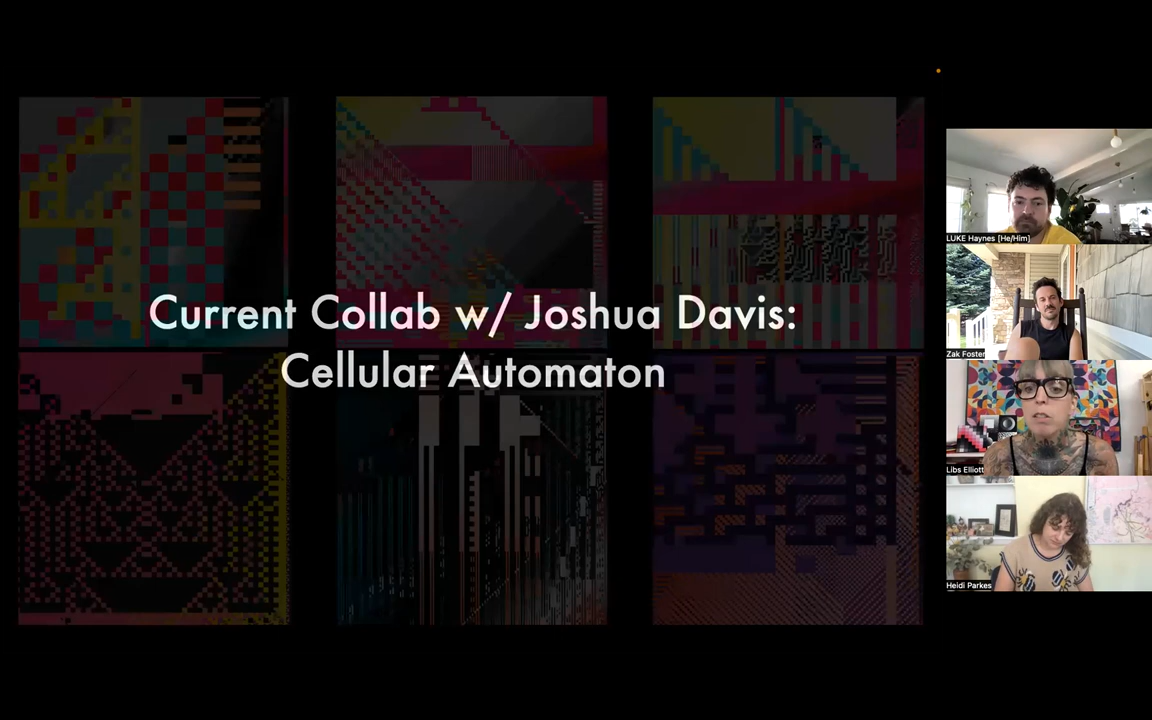 Current Collab w/ Joshua Davis:
Cellular Automaton
LUKE Haynes [He/Him]
Zak Foster
Libs Elliott
Heidi Parkes